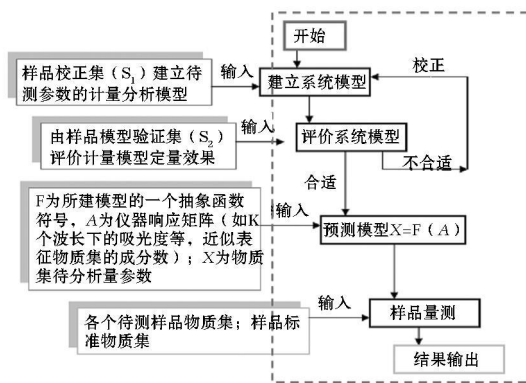 开始
样品校正集（S₁）建立待
测参数的计量分析模型
输入
建立系统模型
校正
由样品模型验证集（S₂）
评价计量模型定量效果
输入
评价系统模型
不合适
合适
F为所建模型的一个抽象函数
符号，A为仪器响应矩阵（如K
个波长下的吸光度等，近似表
征物质集的成分数）；X为物质
集待分析量参数
输入
预测模型X=F（A）
各个待测样品物质集；样品标
准物质集
输入
样品量测
结果输出